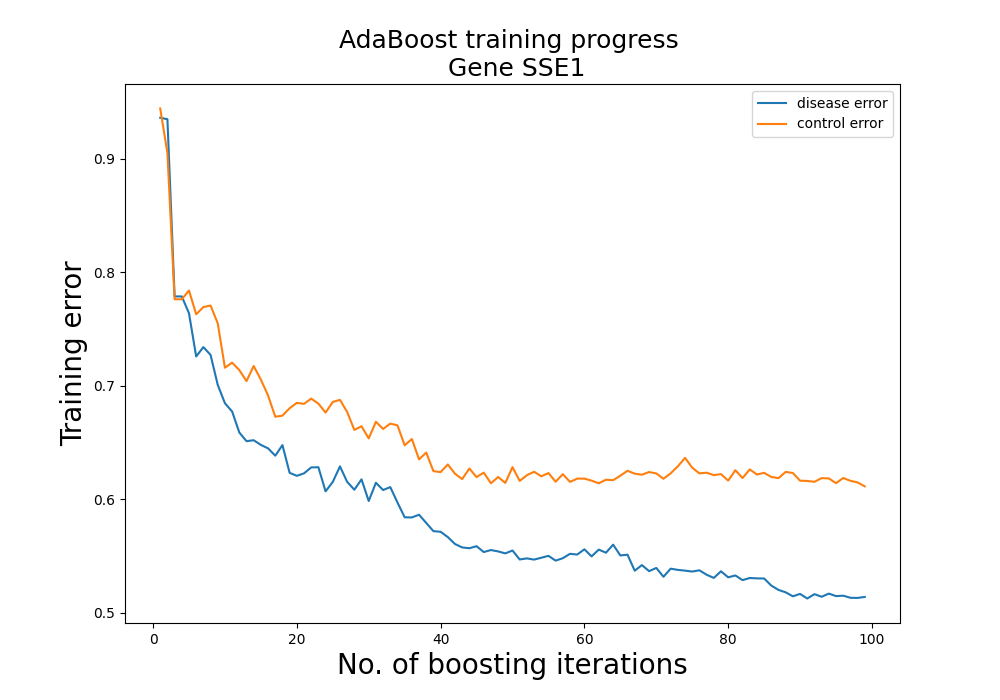 AdaBoost training progress
Gene SSE1
disease error
control error
0.9
0.8
0.7
0.6
0.5
Training error
0
20
40
60
80
100
No. of boosting iterations